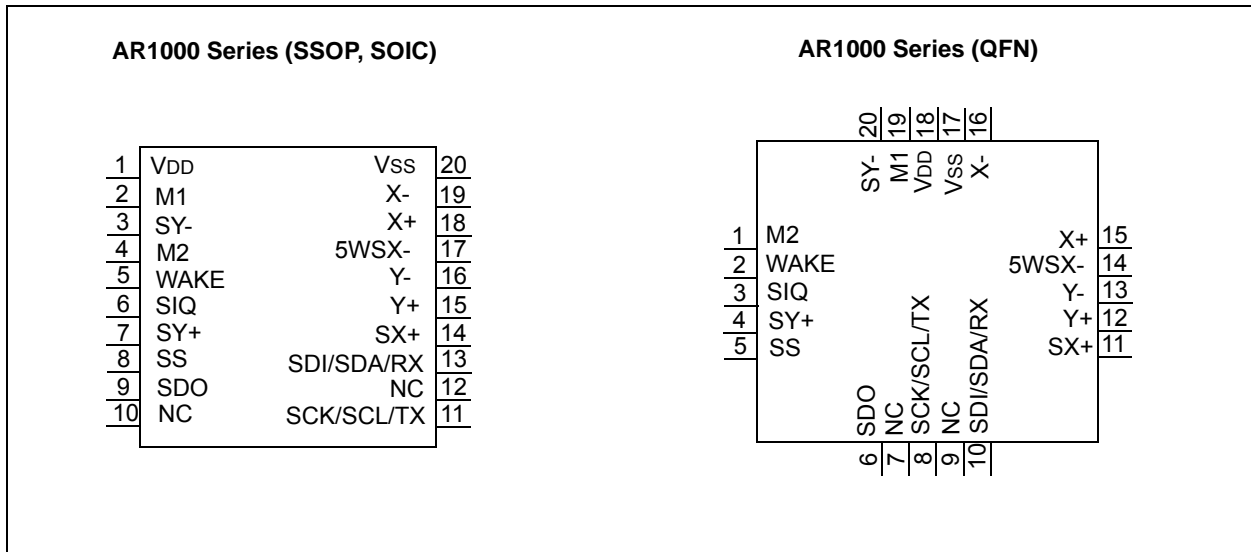 AR1000 Series (SSOP, SOIC)
1 VDD VSS 20
2 M1 X- 19
3 SY- X+ 18
4 M2 5WSX- 17
5 WAKE Y- 16
6 SIQ Y+ 15
7 SY+ SX+ 14
8 SS SDI/SDA/RX 13
9 SDO NC 12
10 NC SCK/SCL/TX 11
AR1000 Series (QFN)
20 19 18 17 16
SY- M1 VDD VSS X-
1 M2 X+ 15
2 WAKE 5WSX- 14
3 SIQ Y- 13
4 SY+ Y+ 12
5 SS SX+ 11
SDO NC SCK/SCL/TX NC SDI/SDA/RX
6 7 8 9 10